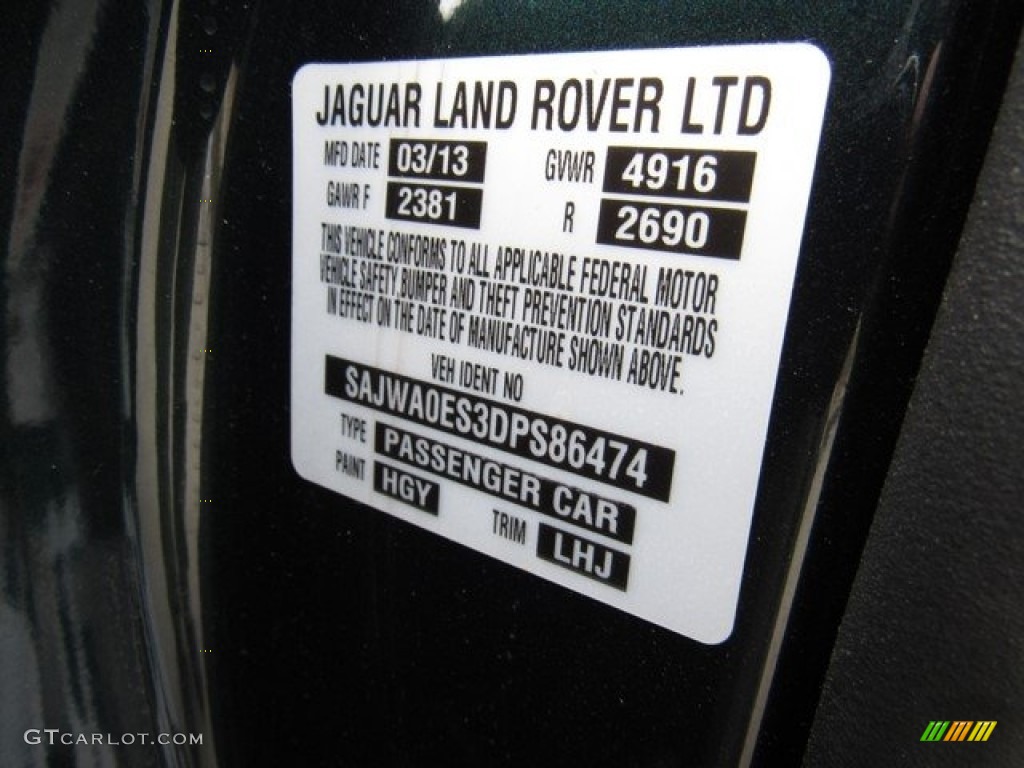 JAGUAR LAND ROVER LTD
MFD DATE 03/13 GVWR 4916
GAWR F 2381 R 2690
THIS VEHICLE CONFORMS TO ALL APPLICABLE FEDERAL MOTOR
VEHICLE SAFETY, BUMPER AND THEFT PREVENTION STANDARDS
IN EFFECT ON THE DATE OF MANUFACTURE SHOWN ABOVE.
VEH IDENT NO
SAJWA0ES3DPS86474
TYPE PASSENGER CAR
PAINT HGY TRIM LHJ
GTCARLOT.COM